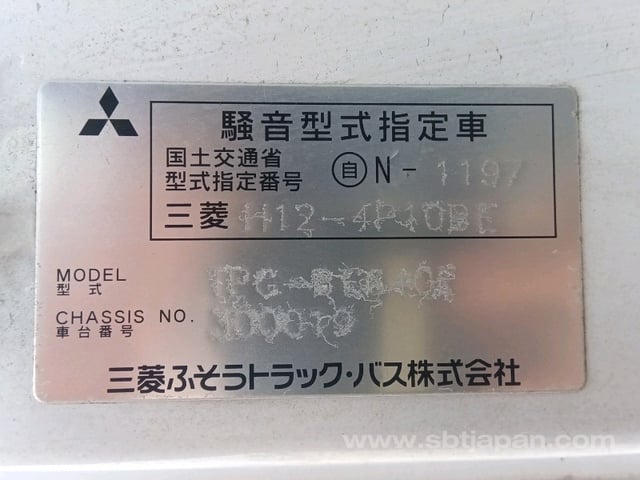 騒音型式指定車
国土交通省
型式指定番号 自 N-1197
三菱 H12-4P10BE
MODEL
型式
CHASSIS NO.
車台番号
三菱ふそうトラック・バス株式会社
www.sbtjapan.com